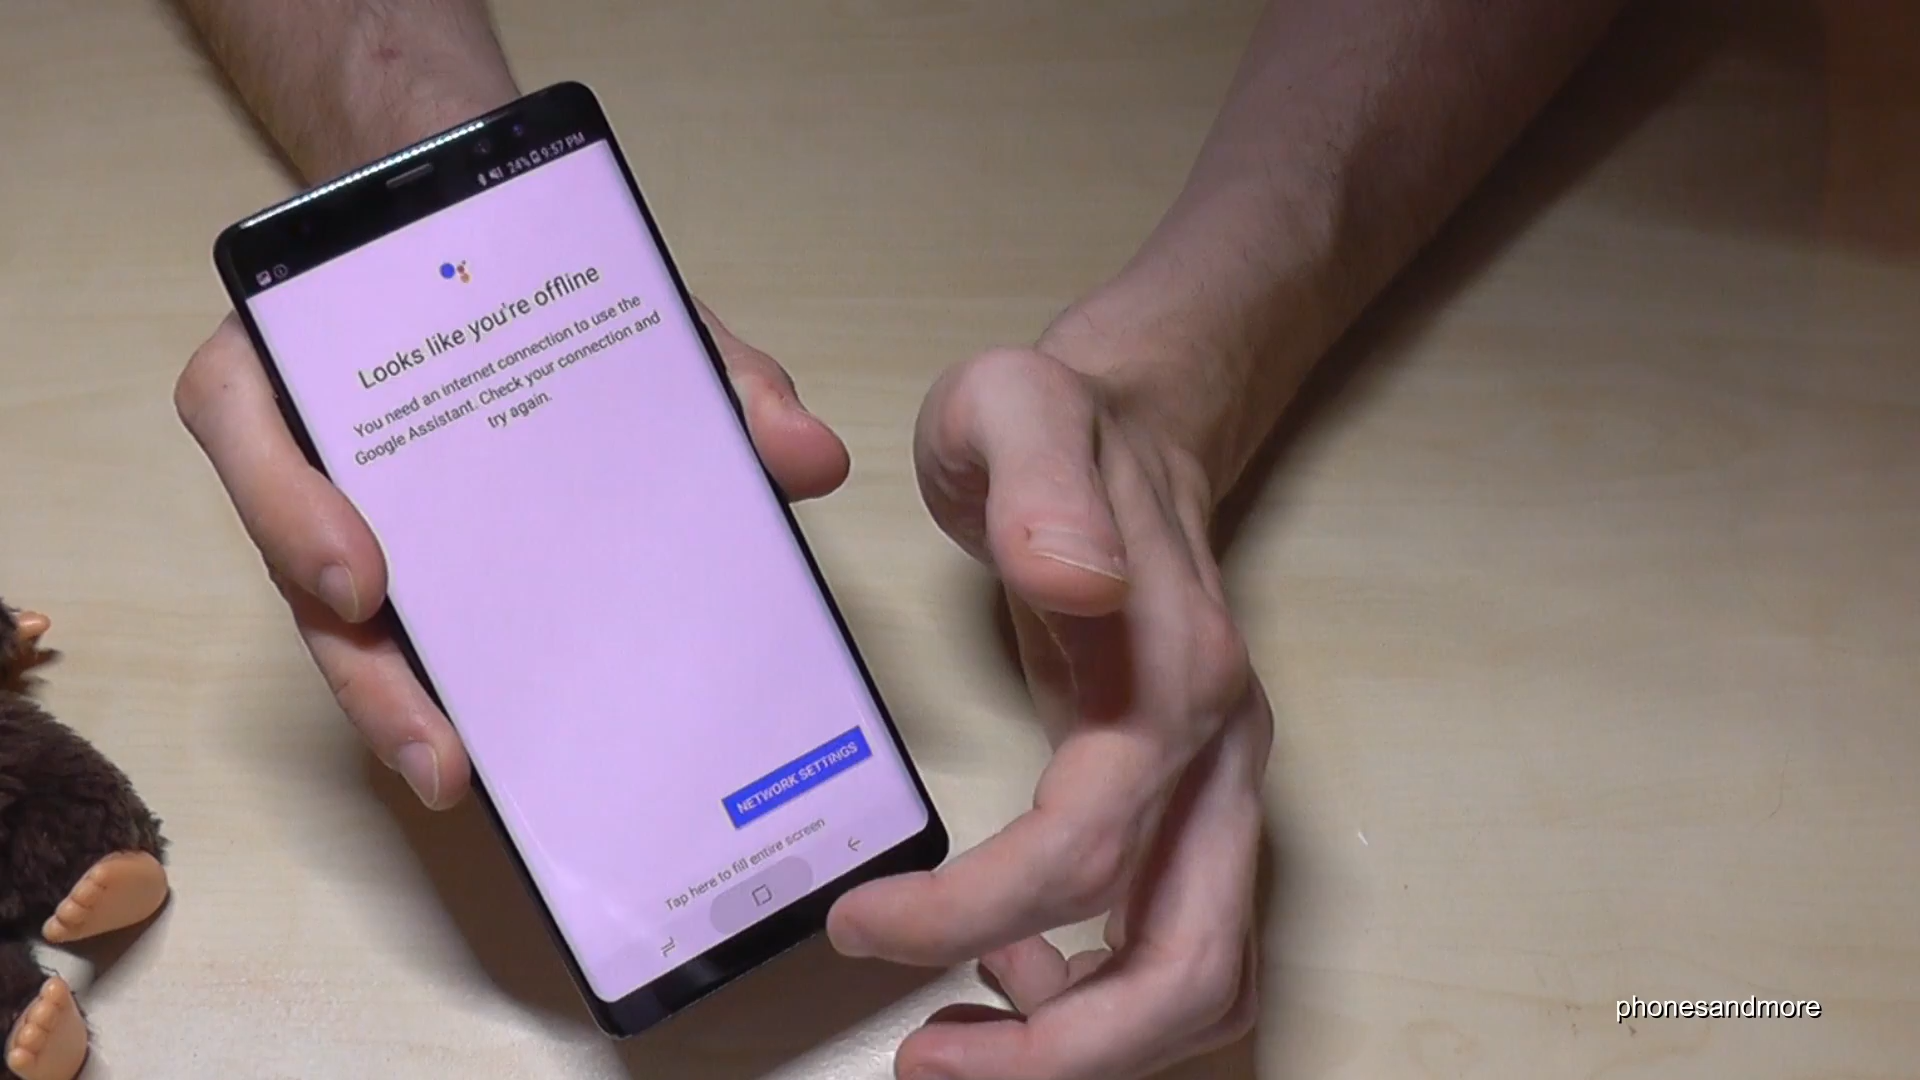 24% 9:57 PM
Looks like you're offline
You need an internet connection to use the
Google Assistant. Check your connection and
try again.
NETWORK SETTINGS
Tap here to fill entire screen
phonesandmore